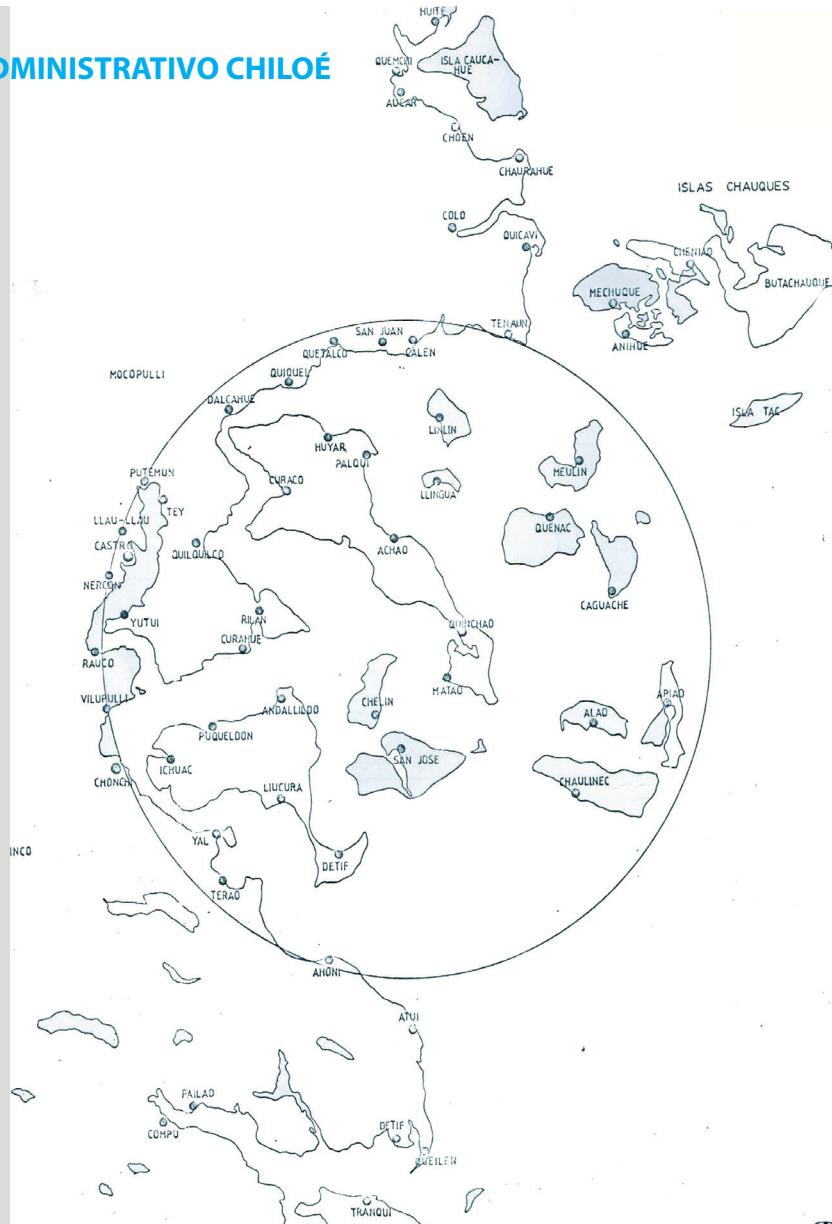 HUITE
DMINISTRATIVO CHILOÉ
QUEMCHI
ISLA CAUCA-
HUE
AUCAR
CHOEN
CHAURAHUE
ISLAS CHAUQUES
COLO
QUICAVI
CHENIAO
BUTACHAUQUE
MECHUQUE
TENAUN
SAN JUAN
ANIHUE
QUETALCO
CALEN
MOCOPULLI
QUIQUEL
DALCAHUE
ISLA TAC
LINLIN
HUYAR
PALQUI
PUTEMUN
MEULIN
CURACO
LLINGUA
TEY
LLAU-LLAU
QUENAC
CASTRO
QUILQUILCO
ACHAO
NERCON
CAGUACHE
YUTUI
RILAN
QUINCHAO
CURAHUE
RAUCO
MATAO
VILUPULLI
ANDALLILDO
CHELIN
APIAO
ALAO
PUQUELDON
ICHUAC
SAN JOSE
CHONCHI
LIUCURA
CHAULINEC
YAL
INCO
DETIF
TERAO
AHONI
ATUI
PAILAD
COMPU
DETIF
QUEILEN
TRANQUI